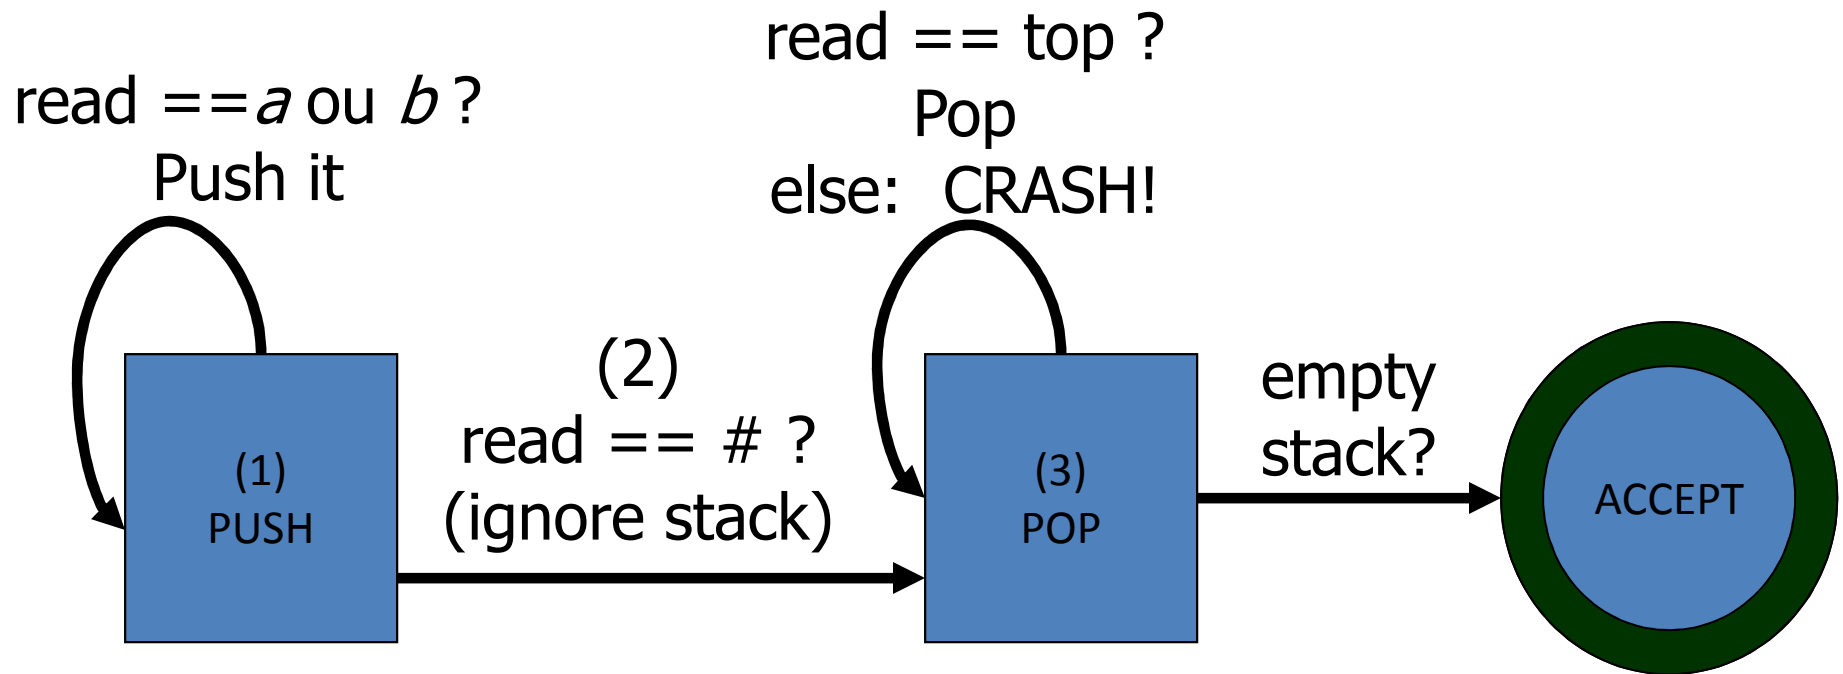 read == a ou b ?
Push it
read == top ?
Pop
else: CRASH!
(1)
PUSH
(2)
read == # ?
(ignore stack)
(3)
POP
empty
stack?
ACCEPT